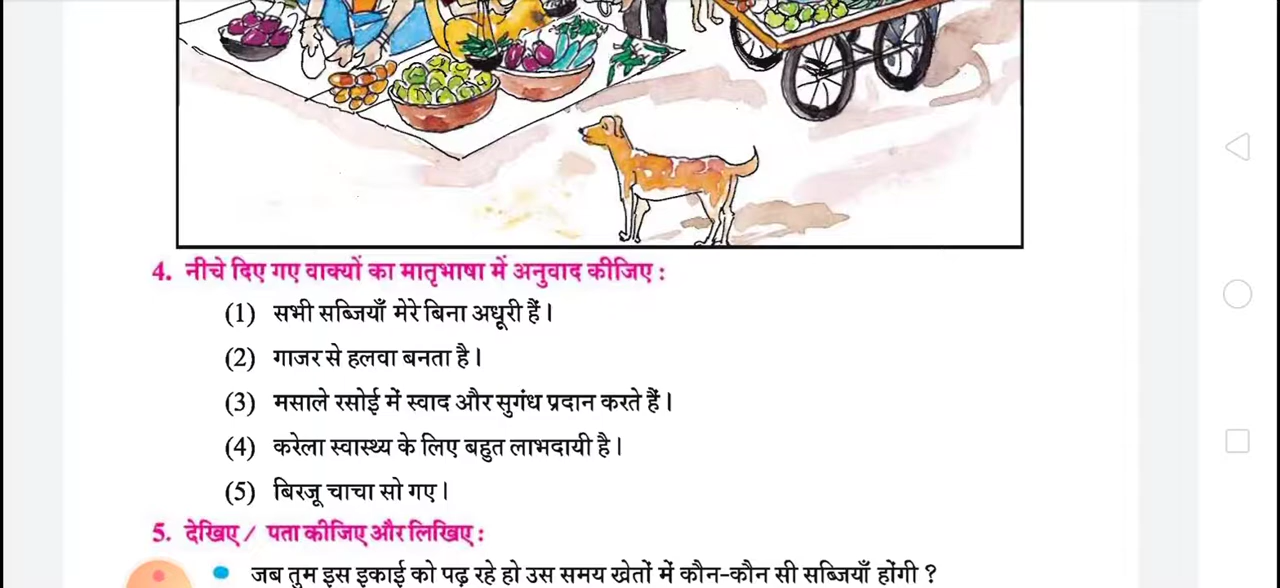 4. नीचे दिए गए वाक्यों का मातृभाषा में अनुवाद कीजिए :
(1) सभी सब्जियाँ मेरे बिना अधूरी हैं।
(2) गाजर से हलवा बनता है।
(3) मसाले रसोई में स्वाद और सुगंध प्रदान करते हैं।
(4) करेला स्वास्थ्य के लिए बहुत लाभदायी है।
(5) बिरजू चाचा सो गए।
5. देखिए / पता कीजिए और लिखिए :
• जब तुम इस इकाई को पढ़ रहे हो उस समय खेतों में कौन-कौन सी सब्जियाँ होंगी ?